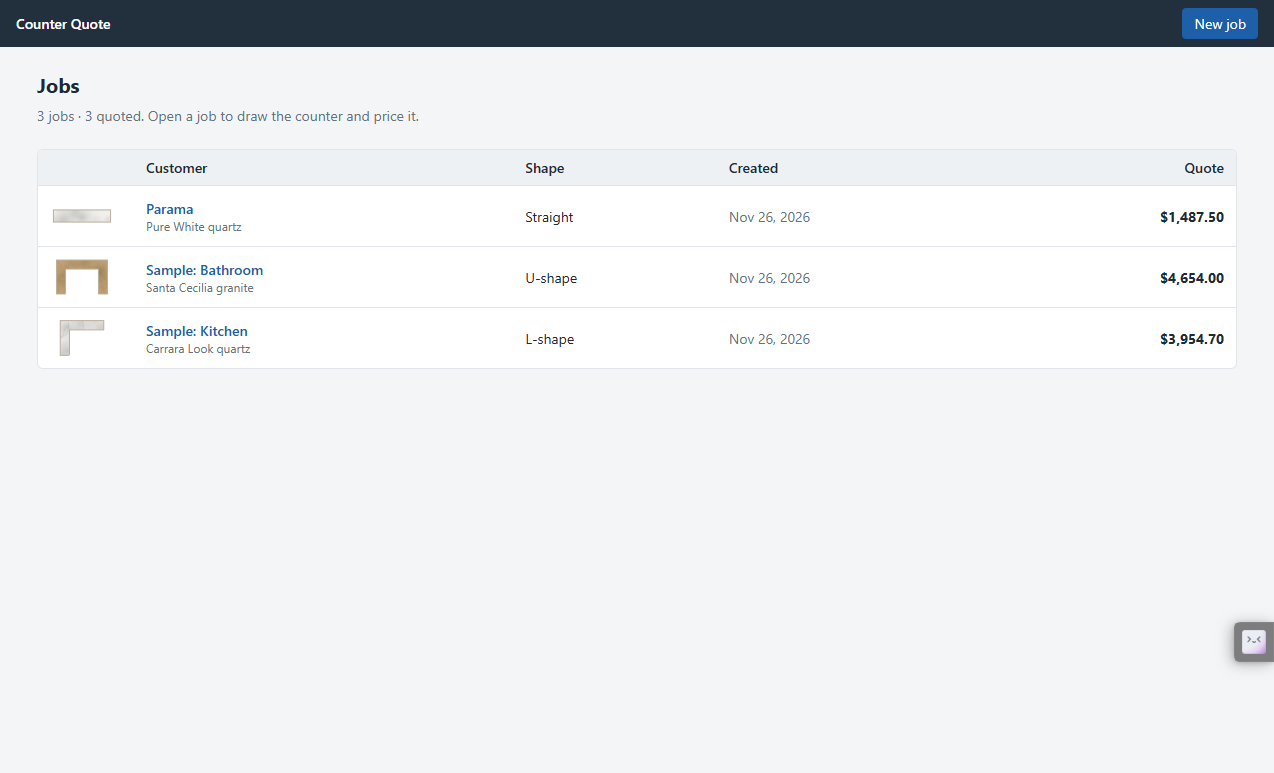 Counter Quote
New job
Jobs
3 jobs · 3 quoted. Open a job to draw the counter and price it.
Customer Shape Created Quote
Parama
Pure White quartz
Straight Nov 26, 2026 $1,487.50
Sample: Bathroom
Santa Cecilia granite
U-shape Nov 26, 2026 $4,654.00
Sample: Kitchen
Carrara Look quartz
L-shape Nov 26, 2026 $3,954.70